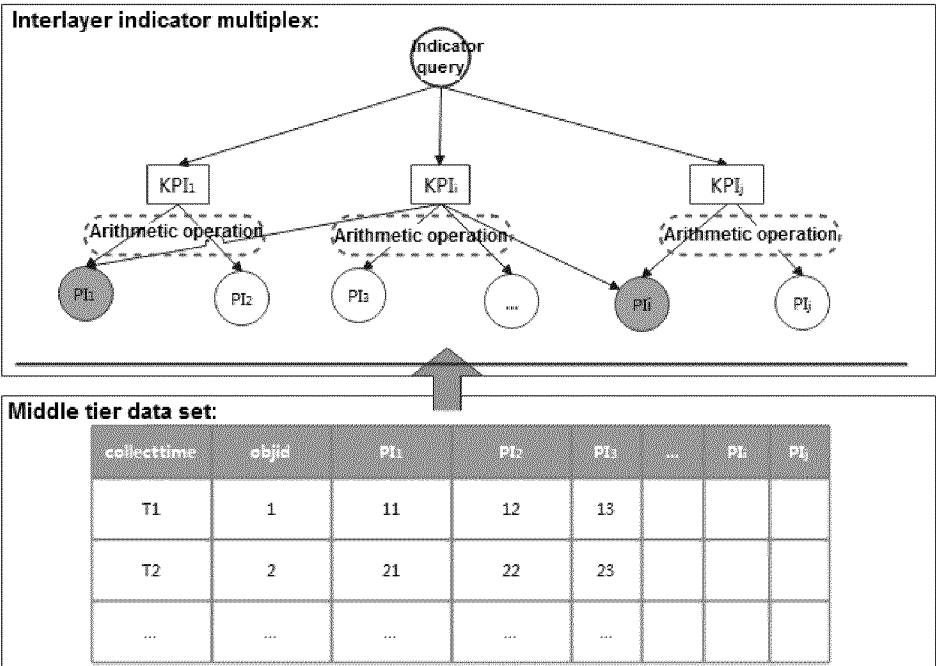 Interlayer indicator multiplex:
Indicator
query
KPI₁ KPIᵢ KPIⱼ
Arithmetic operation Arithmetic operation Arithmetic operation
PI₁ PI₂ PI₃ ... PIi PIⱼ
Middle tier data set:
collecttime objid PI₁ PI₂ PI₃ ... PIᵢ PIⱼ
T1 1 11 12 13
T2 2 21 22 23
... ... ... ... ...